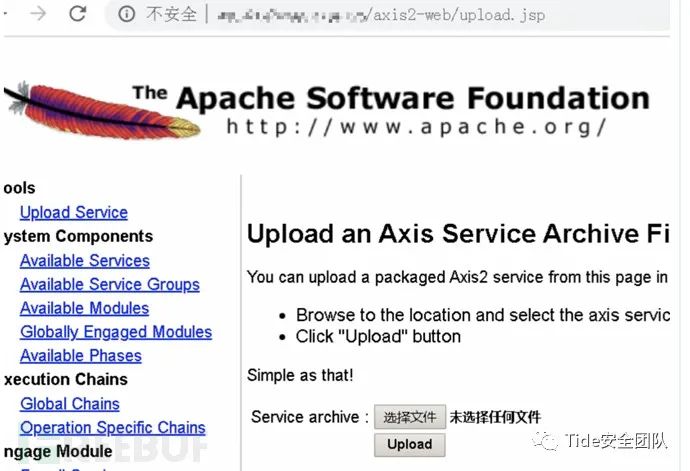 不安全
/axis2-web/upload.jsp
The Apache Software Foundation
http://www.apache.org/
ools
Upload Service
ystem Components
Available Services
Available Service Groups
Available Modules
Globally Engaged Modules
Available Phases
xecution Chains
Global Chains
Operation Specific Chains
ngage Module
Upload an Axis Service Archive Fi
You can upload a packaged Axis2 service from this page in
• Browse to the location and select the axis servic
• Click "Upload" button
Simple as that!
Service archive : 选择文件 未选择任何文件
Upload
Tide安全团队